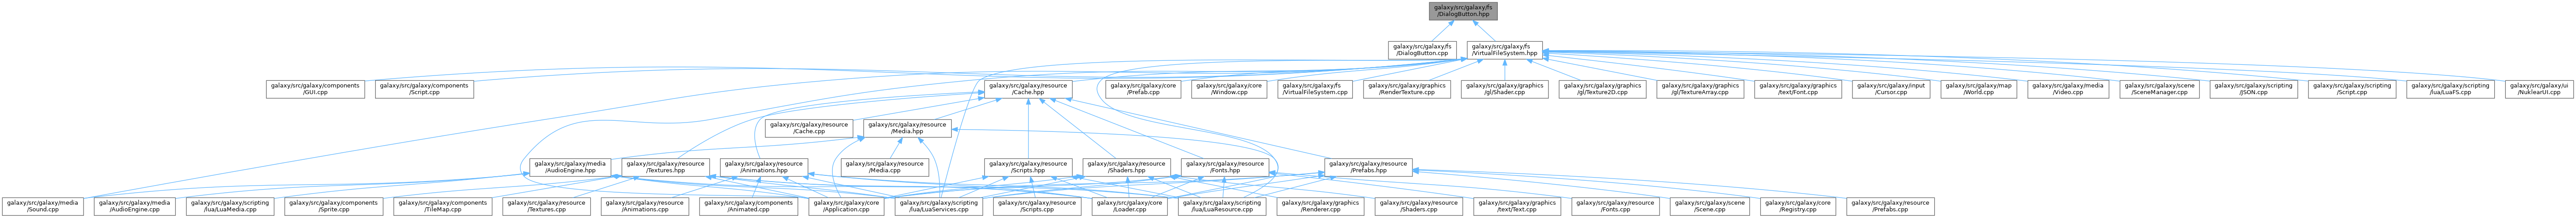 galaxy/src/galaxy/fs
/DialogButton.hpp
galaxy/src/galaxy/fs
/DialogButton.cpp
galaxy/src/galaxy/fs
/VirtualFileSystem.hpp
galaxy/src/galaxy/components
/GUI.cpp
galaxy/src/galaxy/components
/Script.cpp
galaxy/src/galaxy/resource
/Cache.hpp
galaxy/src/galaxy/core
/Prefab.cpp
galaxy/src/galaxy/core
/Window.cpp
galaxy/src/galaxy/fs
/VirtualFileSystem.cpp
galaxy/src/galaxy/graphics
/RenderTexture.cpp
galaxy/src/galaxy/graphics
/gl/Shader.cpp
galaxy/src/galaxy/graphics
/gl/Texture2D.cpp
galaxy/src/galaxy/graphics
/gl/TextureArray.cpp
galaxy/src/galaxy/graphics
/text/Font.cpp
galaxy/src/galaxy/input
/Cursor.cpp
galaxy/src/galaxy/map
/World.cpp
galaxy/src/galaxy/media
/Video.cpp
galaxy/src/galaxy/scene
/SceneManager.cpp
galaxy/src/galaxy/scripting
/JSON.cpp
galaxy/src/galaxy/scripting
/Script.cpp
galaxy/src/galaxy/scripting
/lua/LuaFS.cpp
galaxy/src/galaxy/ui
/NuklearUI.cpp
galaxy/src/galaxy/resource
/Cache.cpp
galaxy/src/galaxy/resource
/Media.hpp
galaxy/src/galaxy/media
/AudioEngine.hpp
galaxy/src/galaxy/resource
/Textures.hpp
galaxy/src/galaxy/resource
/Animations.hpp
galaxy/src/galaxy/resource
/Media.cpp
galaxy/src/galaxy/resource
/Scripts.hpp
galaxy/src/galaxy/resource
/Shaders.hpp
galaxy/src/galaxy/resource
/Fonts.hpp
galaxy/src/galaxy/resource
/Prefabs.hpp
galaxy/src/galaxy/media
/Sound.cpp
galaxy/src/galaxy/media
/AudioEngine.cpp
galaxy/src/galaxy/scripting
/lua/LuaMedia.cpp
galaxy/src/galaxy/components
/Sprite.cpp
galaxy/src/galaxy/components
/TileMap.cpp
galaxy/src/galaxy/resource
/Textures.cpp
galaxy/src/galaxy/resource
/Animations.cpp
galaxy/src/galaxy/components
/Animated.cpp
galaxy/src/galaxy/core
/Application.cpp
galaxy/src/galaxy/scripting
/lua/LuaServices.cpp
galaxy/src/galaxy/resource
/Scripts.cpp
galaxy/src/galaxy/core
/Loader.cpp
galaxy/src/galaxy/scripting
/lua/LuaResource.cpp
galaxy/src/galaxy/graphics
/Renderer.cpp
galaxy/src/galaxy/resource
/Shaders.cpp
galaxy/src/galaxy/graphics
/text/Text.cpp
galaxy/src/galaxy/resource
/Fonts.cpp
galaxy/src/galaxy/scene
/Scene.cpp
galaxy/src/galaxy/core
/Registry.cpp
galaxy/src/galaxy/resource
/Prefabs.cpp